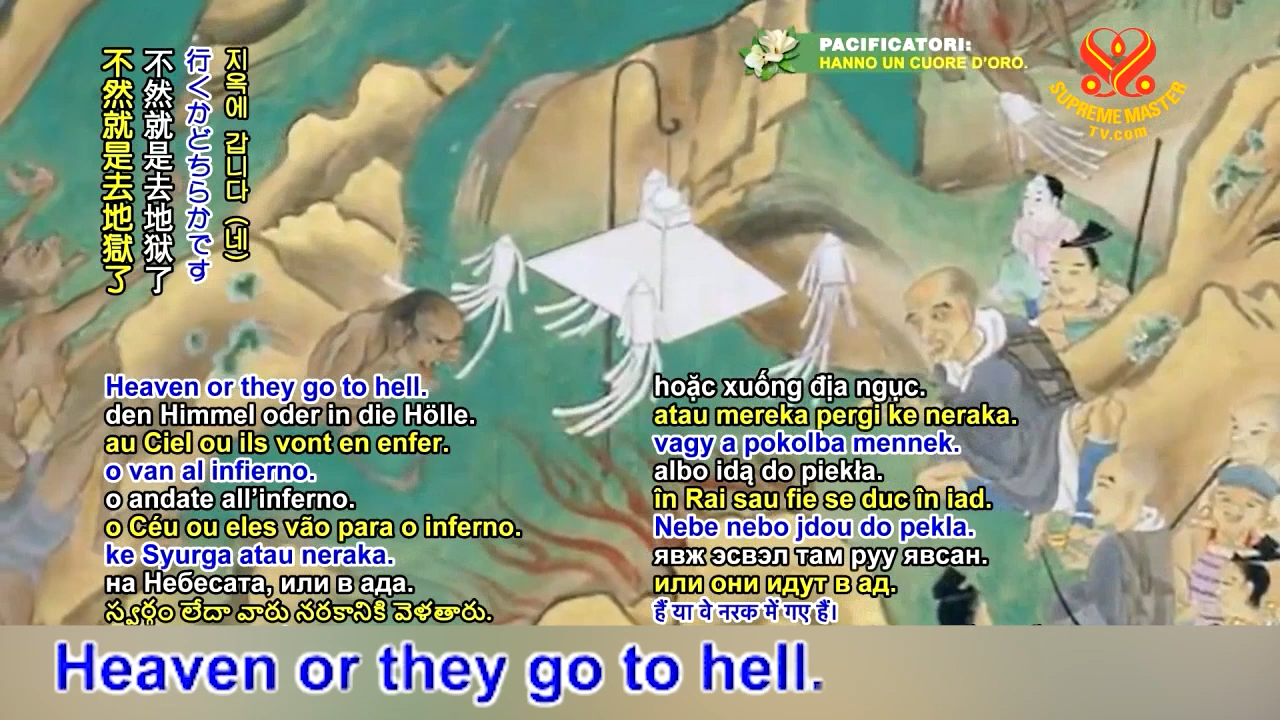 지옥에 갑니다 (네)
行くかどちらかです
不然就是去地狱了
不然就是去地獄了
PACIFICATORI:
HANNO UN CUORE D'ORO.
SUPREME MASTER
TV.com
Heaven or they go to hell.
den Himmel oder in die Hölle.
au Ciel ou ils vont en enfer.
o van al infierno.
o andate all'inferno.
o Céu ou eles vão para o inferno.
ke Syurga atau neraka.
на Небесата, или в ада.
స్వర్గం లేదా వారు నరకానికి వెళతారు.
hoặc xuống địa ngục.
atau mereka pergi ke neraka.
vagy a pokolba mennek.
albo idą do piekła.
în Rai sau fie se duc în iad.
Nebe nebo jdou do pekla.
явж эсвэл там руу явсан.
или они идут в ад.
हैं या वे नरक में गए हैं।
Heaven or they go to hell.